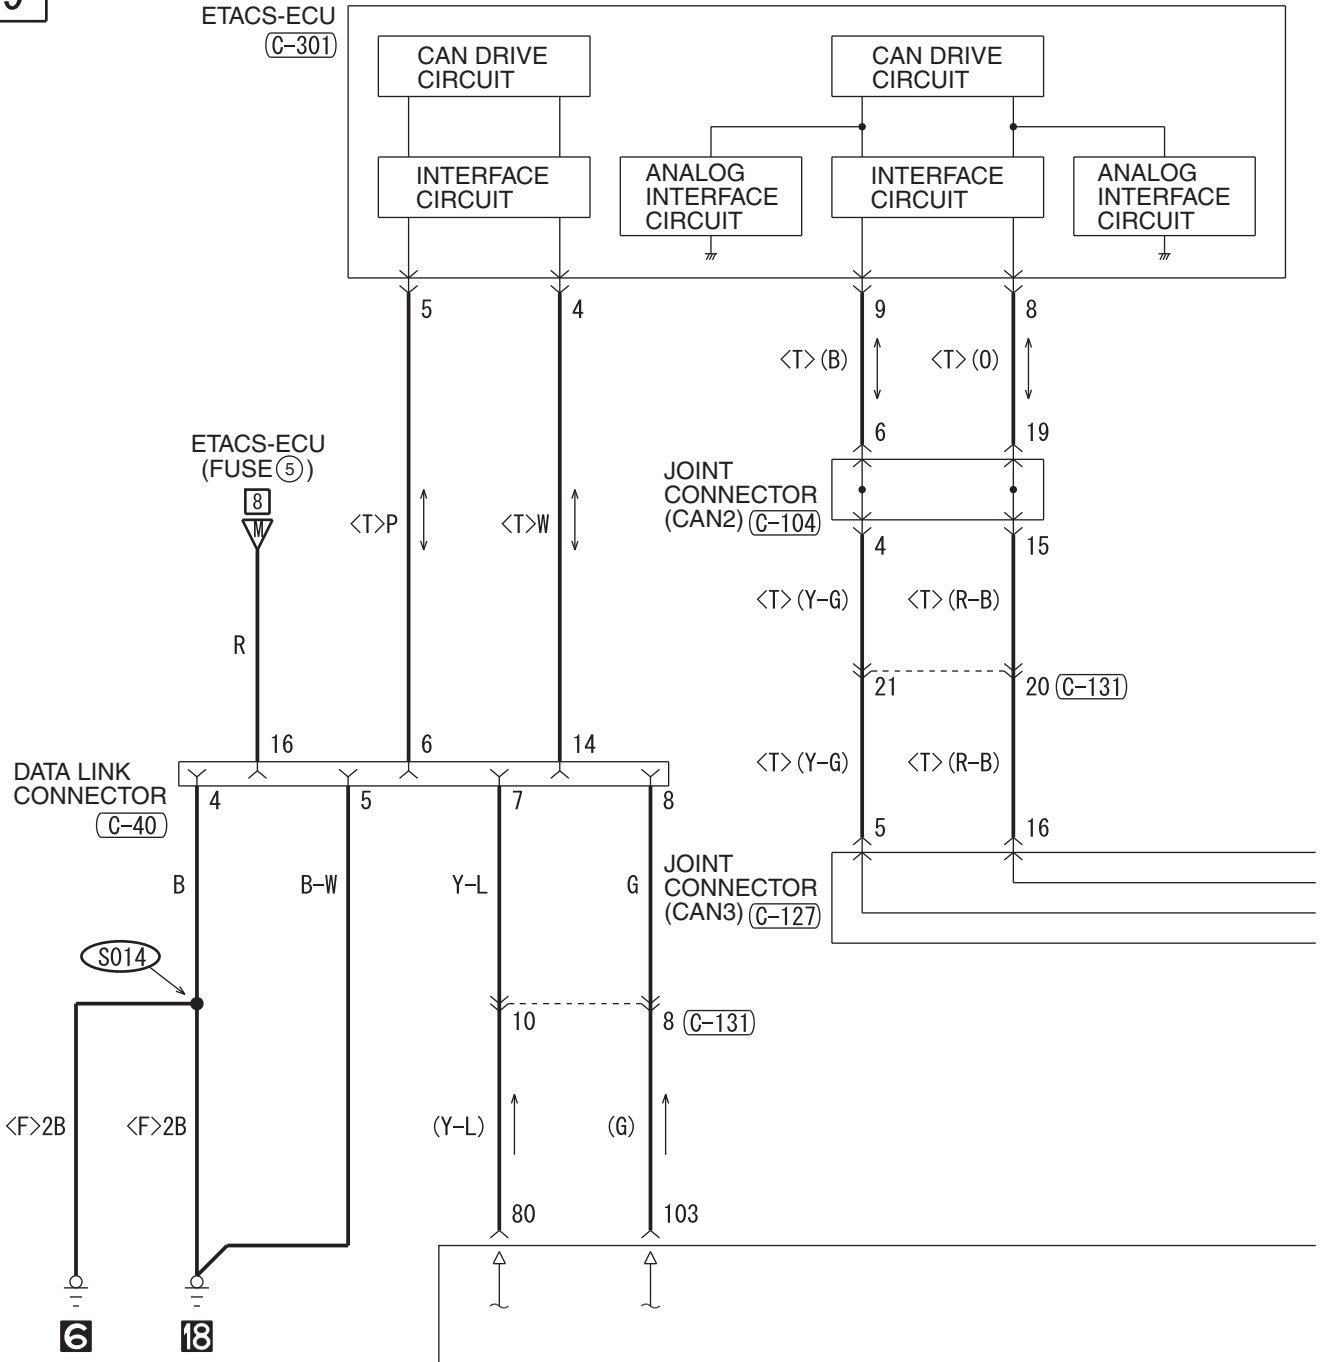 9
ETACS-ECU
(C-301)
CAN DRIVE
CIRCUIT
CAN DRIVE
CIRCUIT
INTERFACE
CIRCUIT
ANALOG
INTERFACE
CIRCUIT
INTERFACE
CIRCUIT
ANALOG
INTERFACE
CIRCUIT
5
4
9
8
<T>(B)
<T>(O)
6
19
ETACS-ECU
(FUSE 5)
8
M
JOINT
CONNECTOR
(CAN2) C-104
<T>P
<T>W
4
15
<T>(Y-G)
<T>(R-B)
R
21
20 C-131
16
6
14
<T>(Y-G)
<T>(R-B)
DATA LINK
CONNECTOR
C-40
4
5
7
8
5
16
B
B-W
Y-L
G
JOINT
CONNECTOR
(CAN3) C-127
S014
10
8 C-131
<F>2B
<F>2B
(Y-L)
(G)
80
103
6
18